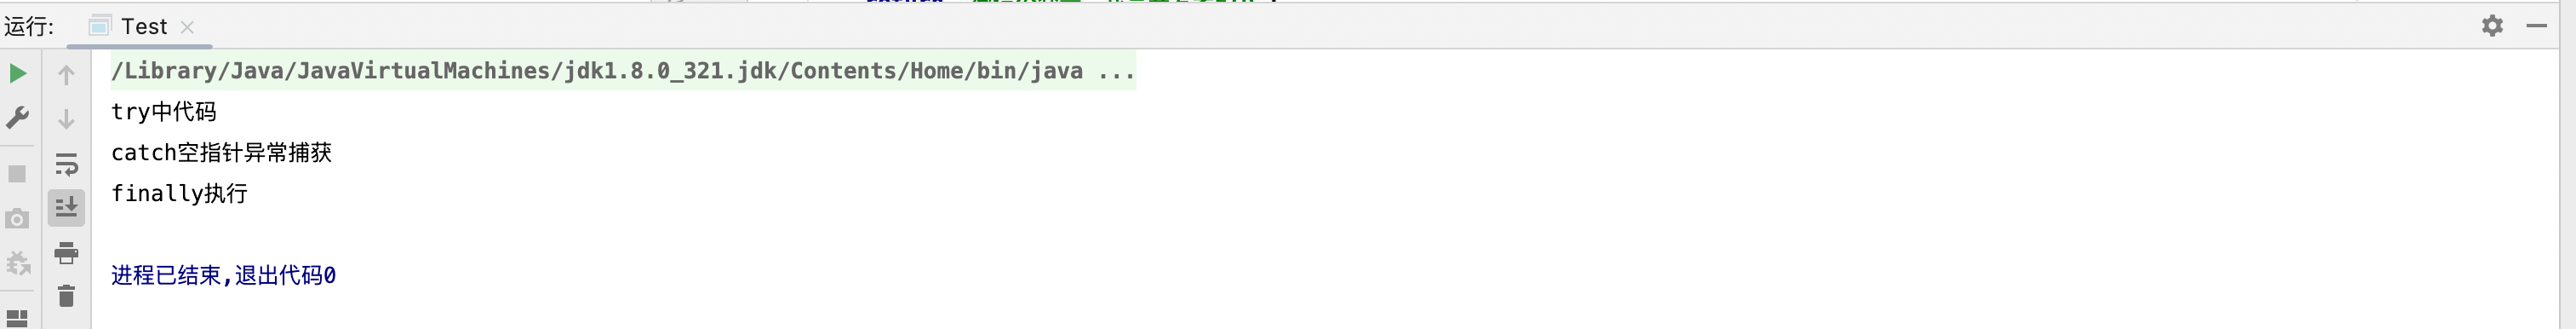 运行:
Test
/Library/Java/JavaVirtualMachines/jdk1.8.0_321.jdk/Contents/Home/bin/java ...
try中代码
catch空指针异常捕获
finally执行
进程已结束,退出代码0